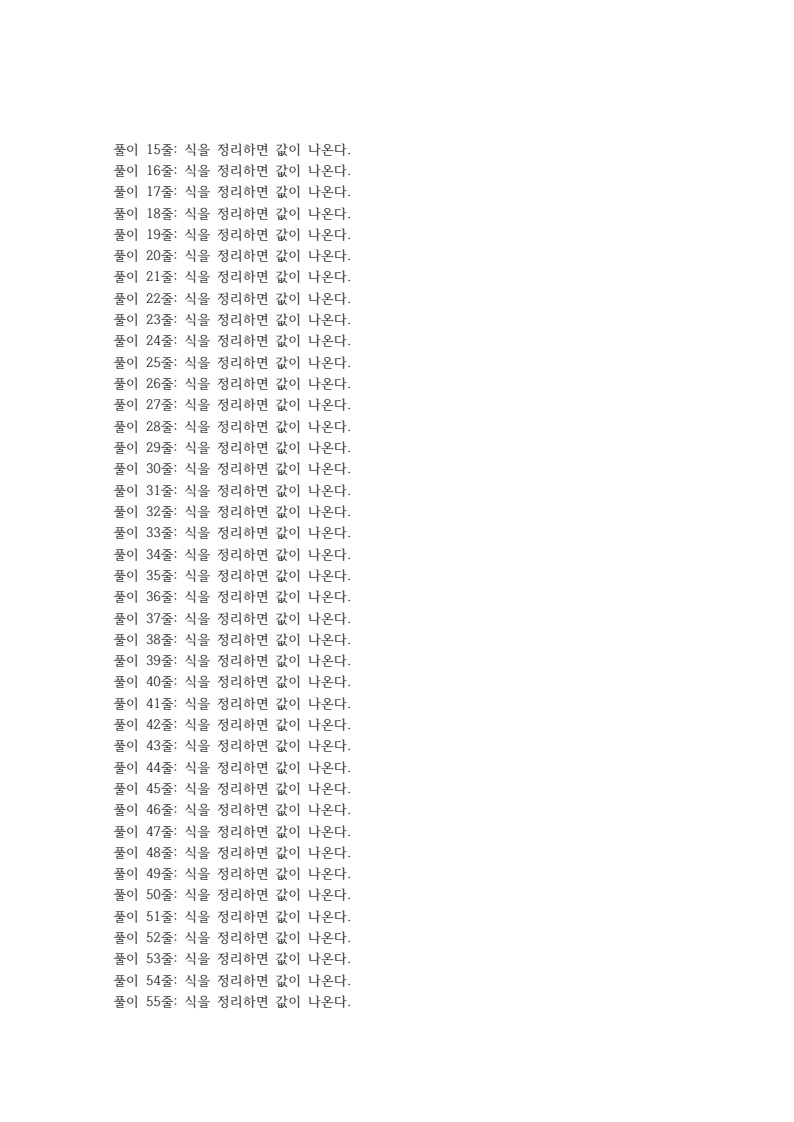 풀이 15줄: 식을 정리하면 값이 나온다.
풀이 16줄: 식을 정리하면 값이 나온다.
풀이 17줄: 식을 정리하면 값이 나온다.
풀이 18줄: 식을 정리하면 값이 나온다.
풀이 19줄: 식을 정리하면 값이 나온다.
풀이 20줄: 식을 정리하면 값이 나온다.
풀이 21줄: 식을 정리하면 값이 나온다.
풀이 22줄: 식을 정리하면 값이 나온다.
풀이 23줄: 식을 정리하면 값이 나온다.
풀이 24줄: 식을 정리하면 값이 나온다.
풀이 25줄: 식을 정리하면 값이 나온다.
풀이 26줄: 식을 정리하면 값이 나온다.
풀이 27줄: 식을 정리하면 값이 나온다.
풀이 28줄: 식을 정리하면 값이 나온다.
풀이 29줄: 식을 정리하면 값이 나온다.
풀이 30줄: 식을 정리하면 값이 나온다.
풀이 31줄: 식을 정리하면 값이 나온다.
풀이 32줄: 식을 정리하면 값이 나온다.
풀이 33줄: 식을 정리하면 값이 나온다.
풀이 34줄: 식을 정리하면 값이 나온다.
풀이 35줄: 식을 정리하면 값이 나온다.
풀이 36줄: 식을 정리하면 값이 나온다.
풀이 37줄: 식을 정리하면 값이 나온다.
풀이 38줄: 식을 정리하면 값이 나온다.
풀이 39줄: 식을 정리하면 값이 나온다.
풀이 40줄: 식을 정리하면 값이 나온다.
풀이 41줄: 식을 정리하면 값이 나온다.
풀이 42줄: 식을 정리하면 값이 나온다.
풀이 43줄: 식을 정리하면 값이 나온다.
풀이 44줄: 식을 정리하면 값이 나온다.
풀이 45줄: 식을 정리하면 값이 나온다.
풀이 46줄: 식을 정리하면 값이 나온다.
풀이 47줄: 식을 정리하면 값이 나온다.
풀이 48줄: 식을 정리하면 값이 나온다.
풀이 49줄: 식을 정리하면 값이 나온다.
풀이 50줄: 식을 정리하면 값이 나온다.
풀이 51줄: 식을 정리하면 값이 나온다.
풀이 52줄: 식을 정리하면 값이 나온다.
풀이 53줄: 식을 정리하면 값이 나온다.
풀이 54줄: 식을 정리하면 값이 나온다.
풀이 55줄: 식을 정리하면 값이 나온다.